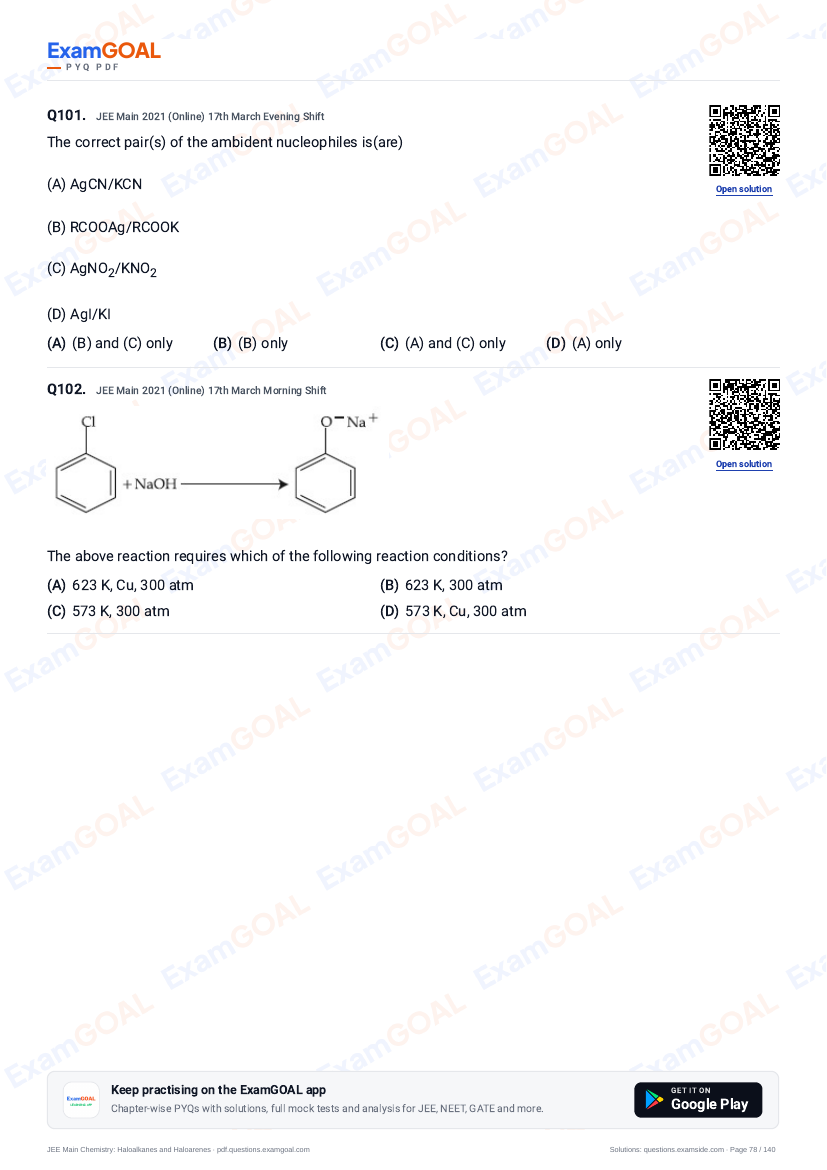 ExamGOAL
PYQ PDF
Q101. JEE Main 2021 (Online) 17th March Evening Shift
The correct pair(s) of the ambident nucleophiles is(are)
(A) AgCN/KCN
(B) RCOOAg/RCOOK
(C) AgNO₂/KNO₂
(D) AgI/KI
(A) (B) and (C) only (B) (B) only (C) (A) and (C) only (D) (A) only
Open solution
Q102. JEE Main 2021 (Online) 17th March Morning Shift
Cl
O⁻Na⁺
+ NaOH
Open solution
The above reaction requires which of the following reaction conditions?
(A) 623 K, Cu, 300 atm (B) 623 K, 300 atm
(C) 573 K, 300 atm (D) 573 K, Cu, 300 atm
Keep practising on the ExamGOAL app
Chapter-wise PYQs with solutions, full mock tests and analysis for JEE, NEET, GATE and more.
GET IT ON
Google Play
JEE Main Chemistry: Haloalkanes and Haloarenes · pdf.questions.examgoal.com Solutions: questions.examside.com · Page 78 / 140